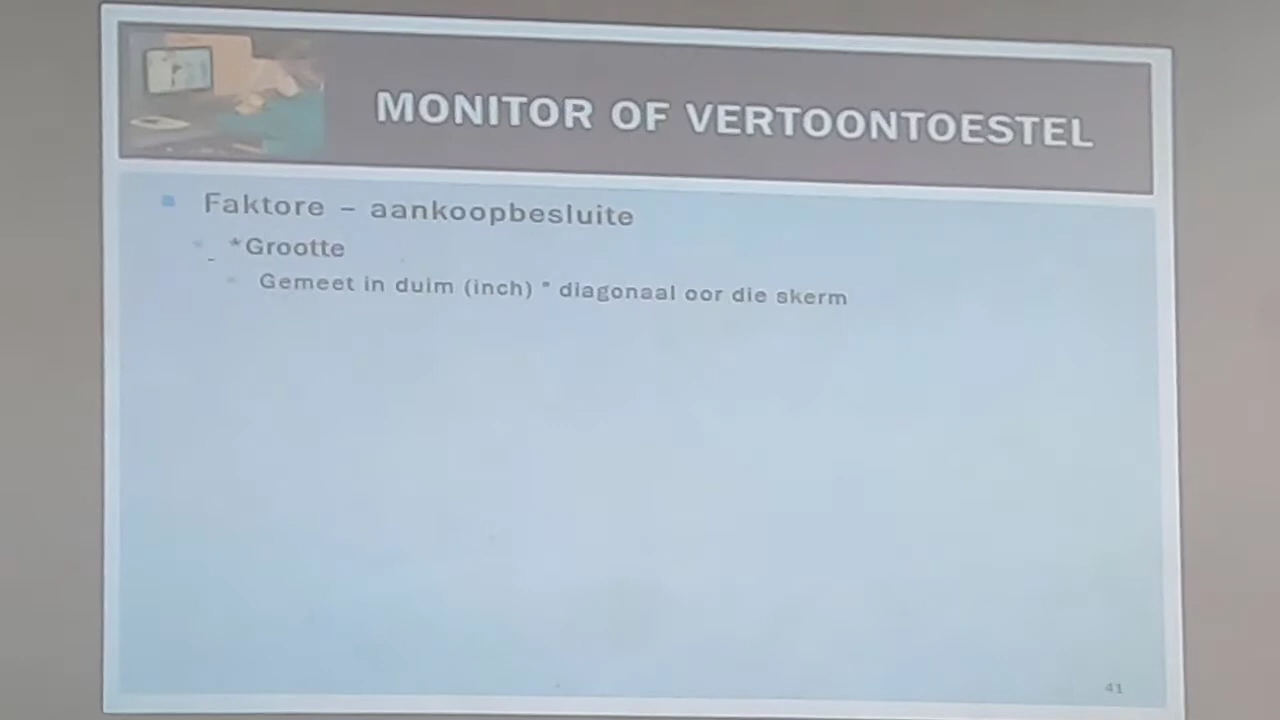 MONITOR OF VERTOONTOESTEL
Faktore – aankoopbesluite
*Grootte
Gemeet in duim (inch) " diagonaal oor die skerm
41